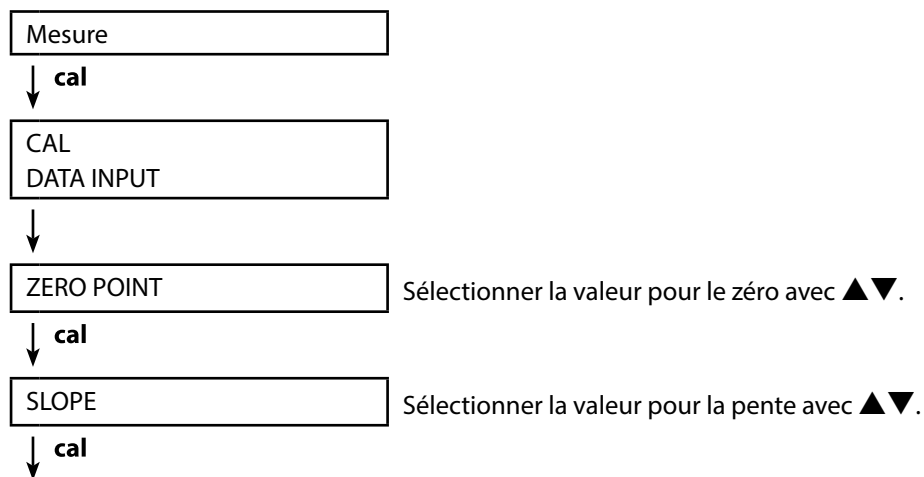 Mesure
cal
CAL
DATA INPUT
ZERO POINT
Sélectionner la valeur pour le zéro avec ▲▼.
cal
SLOPE
Sélectionner la valeur pour la pente avec ▲▼.
cal